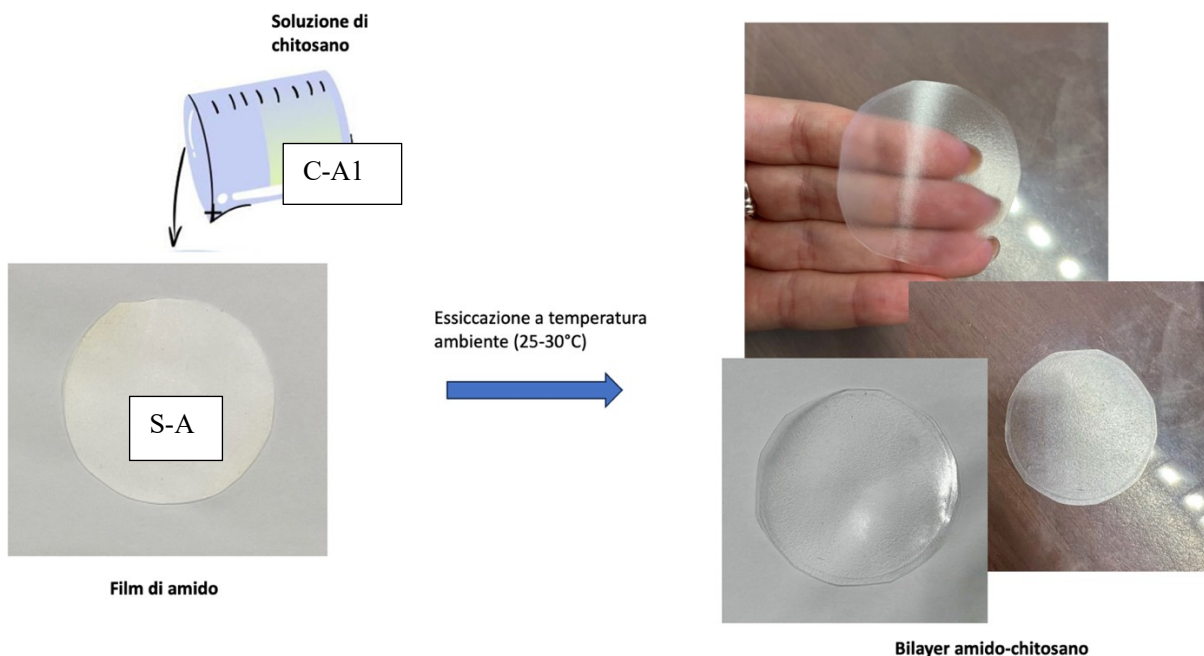 Soluzione di
chitosano
C-A1
S-A
Essiccazione a temperatura
ambiente (25-30°C)
Film di amido
Bilayer amido-chitosano